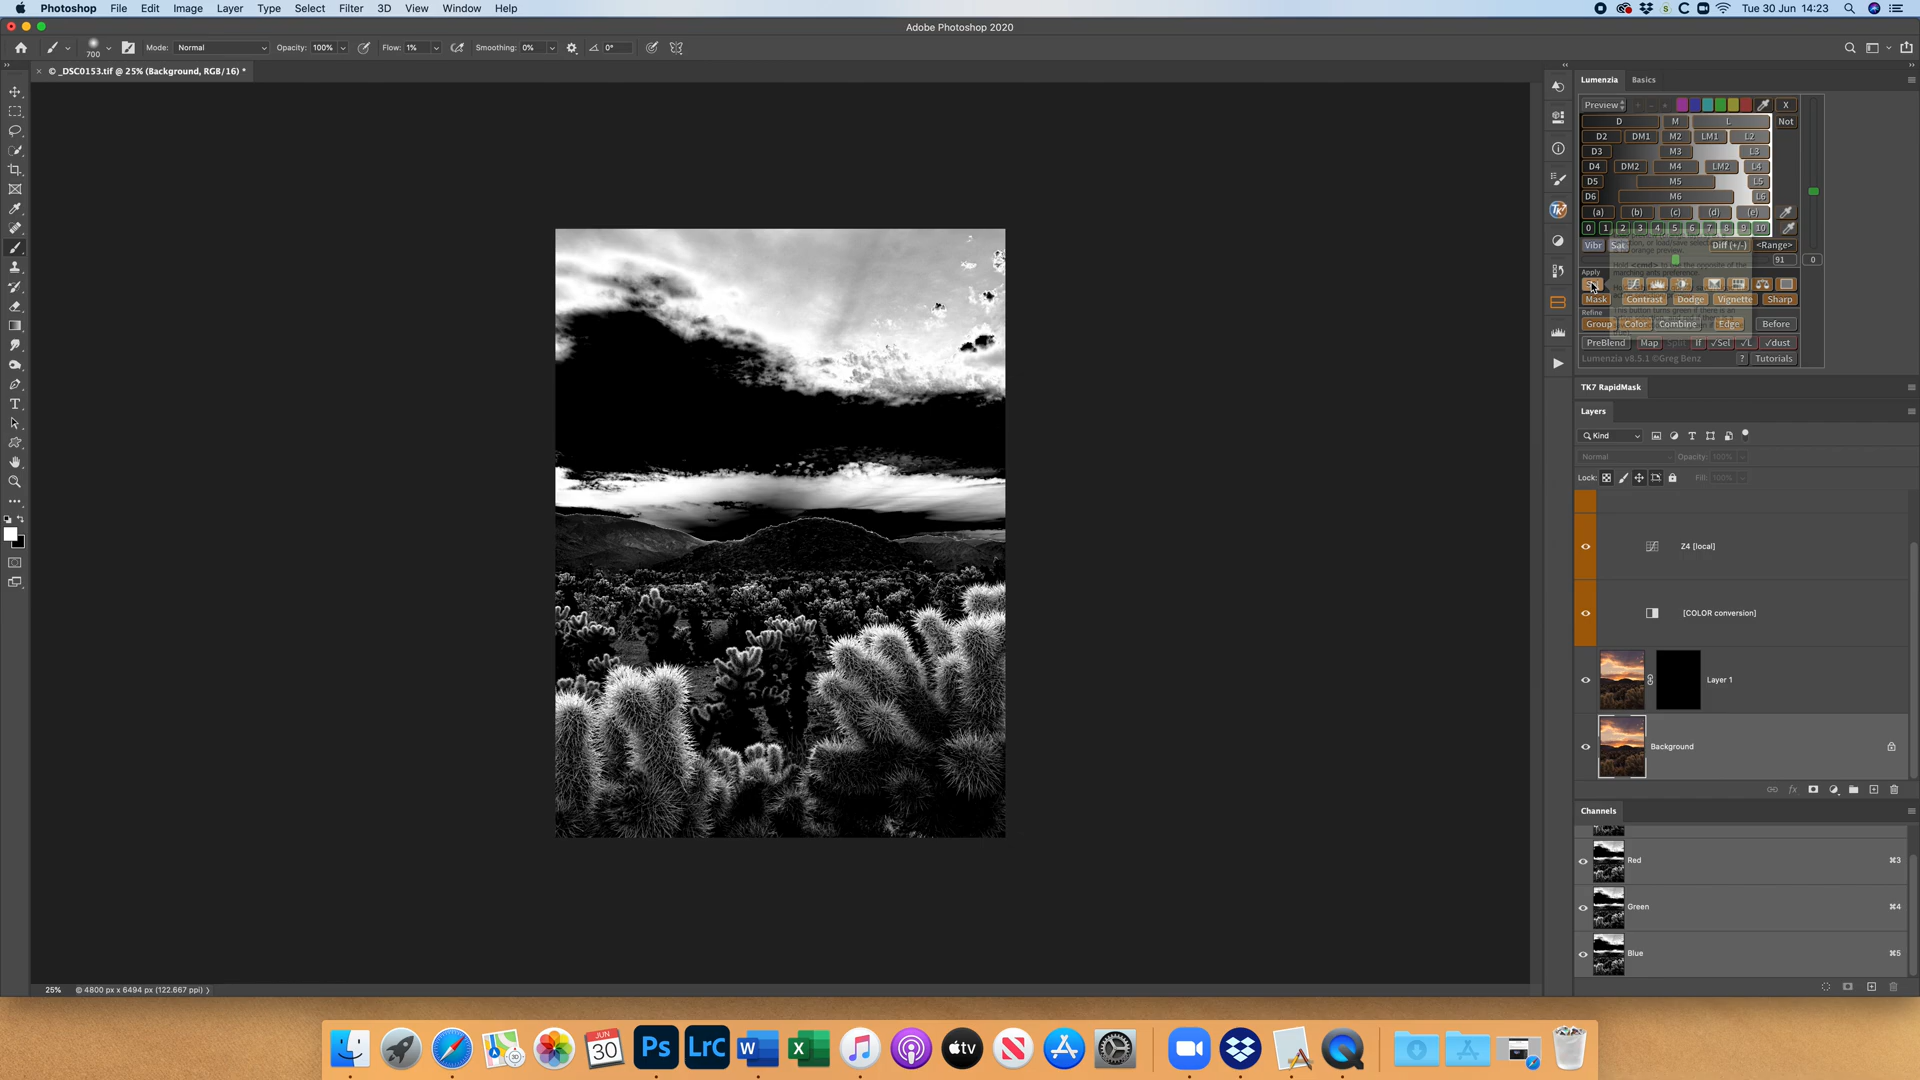 Photoshop File Edit Image Layer Type Select Filter 3D View Window Help Tue 30 Jun 14:23
Adobe Photoshop 2020
700 Mode: Normal Opacity: 100% Flow: 1% Smoothing: 0% 0°
© _DSC0153.tif @ 25% (Background, RGB/16) *
Lumenzia Basics
Preview X
D M L Not
D2 DM1 M2 LM1 L2
D3 M3 L3
D4 DM2 M4 LM2 L4
D5 M5 L5
D6 M6 L6
(a) (b) (c) (d) (e)
0 1 2 3 4 5 6 7 8 9 10
Vibr Sat Diff (+/-) <Range>
91 0
Apply
Mask Contrast Dodge Vignette Sharp
Refine
Group Color Combine Edge Before
PreBlend Map Split If √Sel √L √dust
Lumenzia v8.5.1 ©Greg Benz ? Tutorials
TK7 RapidMask
Layers
Kind
Normal Opacity: 100%
Lock: Fill: 100%
Z4 [local]
[COLOR conversion]
Layer 1
Background
Channels
Red ⌘3
Green ⌘4
Blue ⌘5
25% 4800 px x 6494 px (122.667 ppi)
JUN
30 Ps LrC W X tv